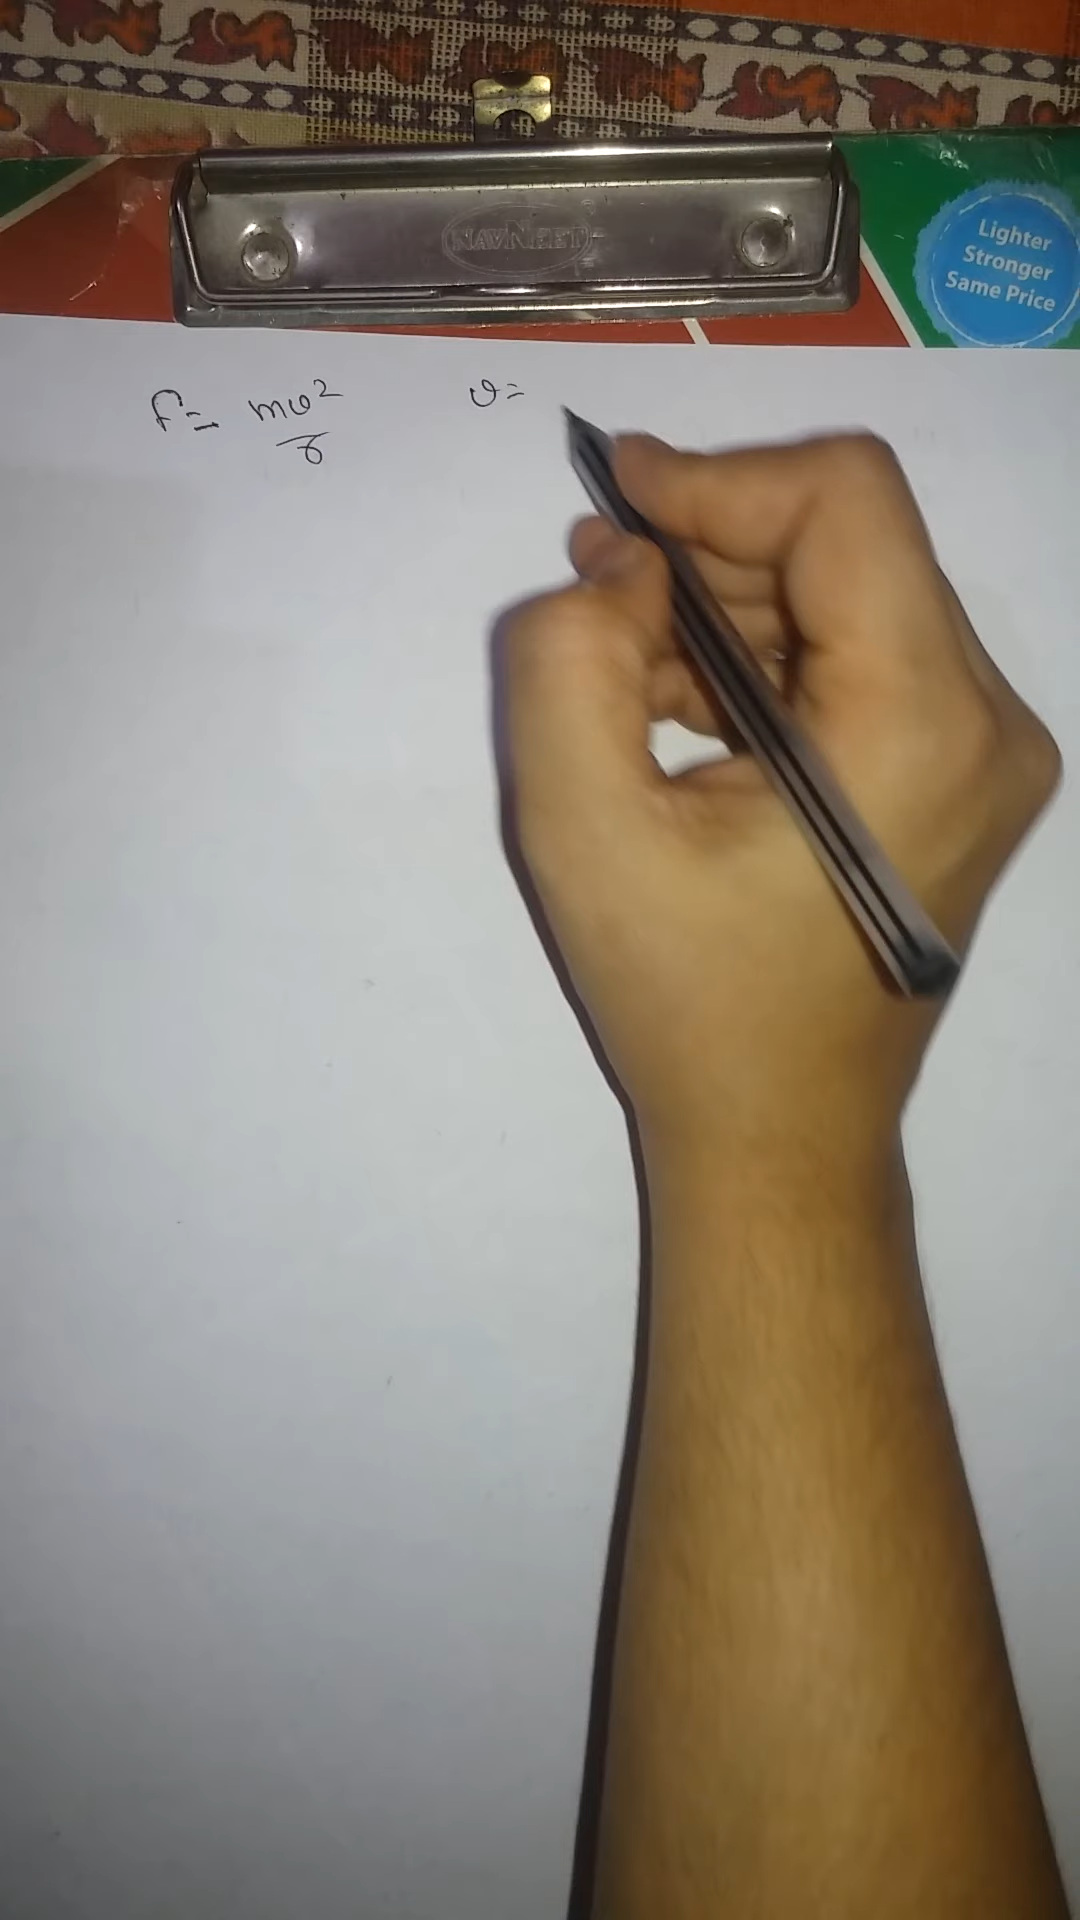 NAVNEET
Lighter
Stronger
Same Price
F = mv²/r v =